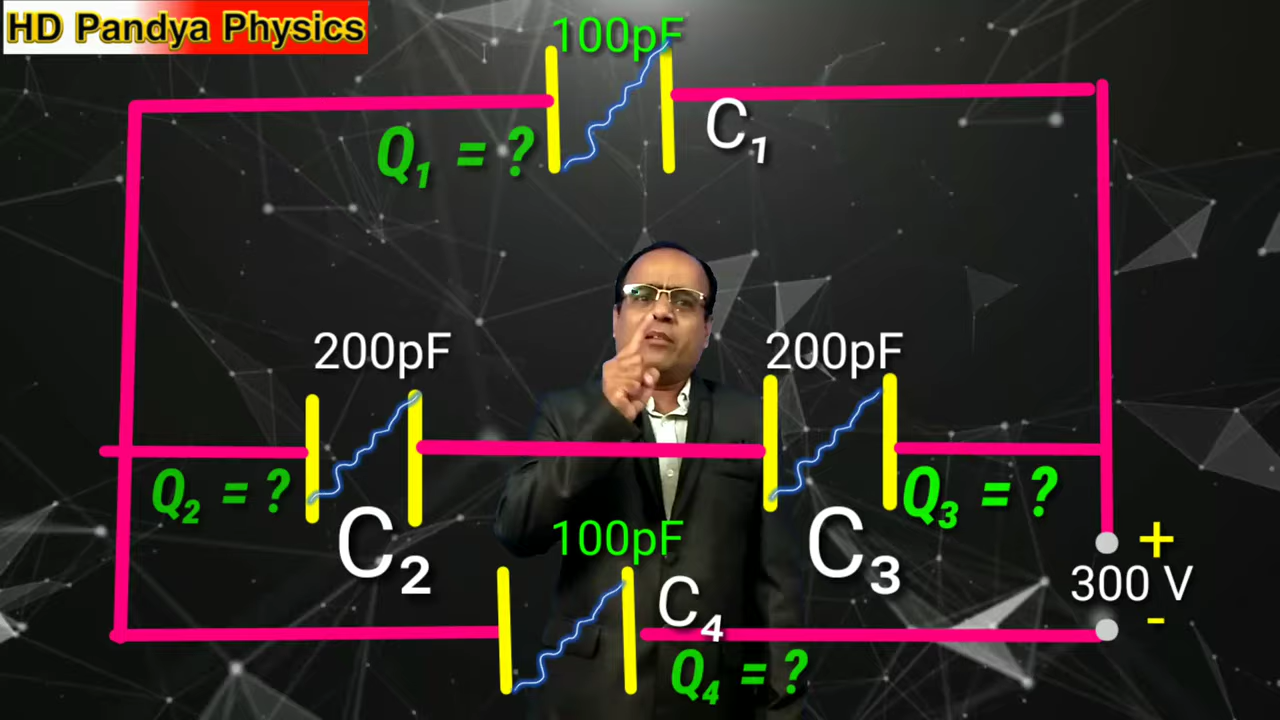 HD Pandya Physics
100pF
C₁
Q₁ = ?
200pF
200pF
Q₂ = ?
C₂
C₃
Q₃ = ?
100pF
C₄
Q₄ = ?
+
300 V
-